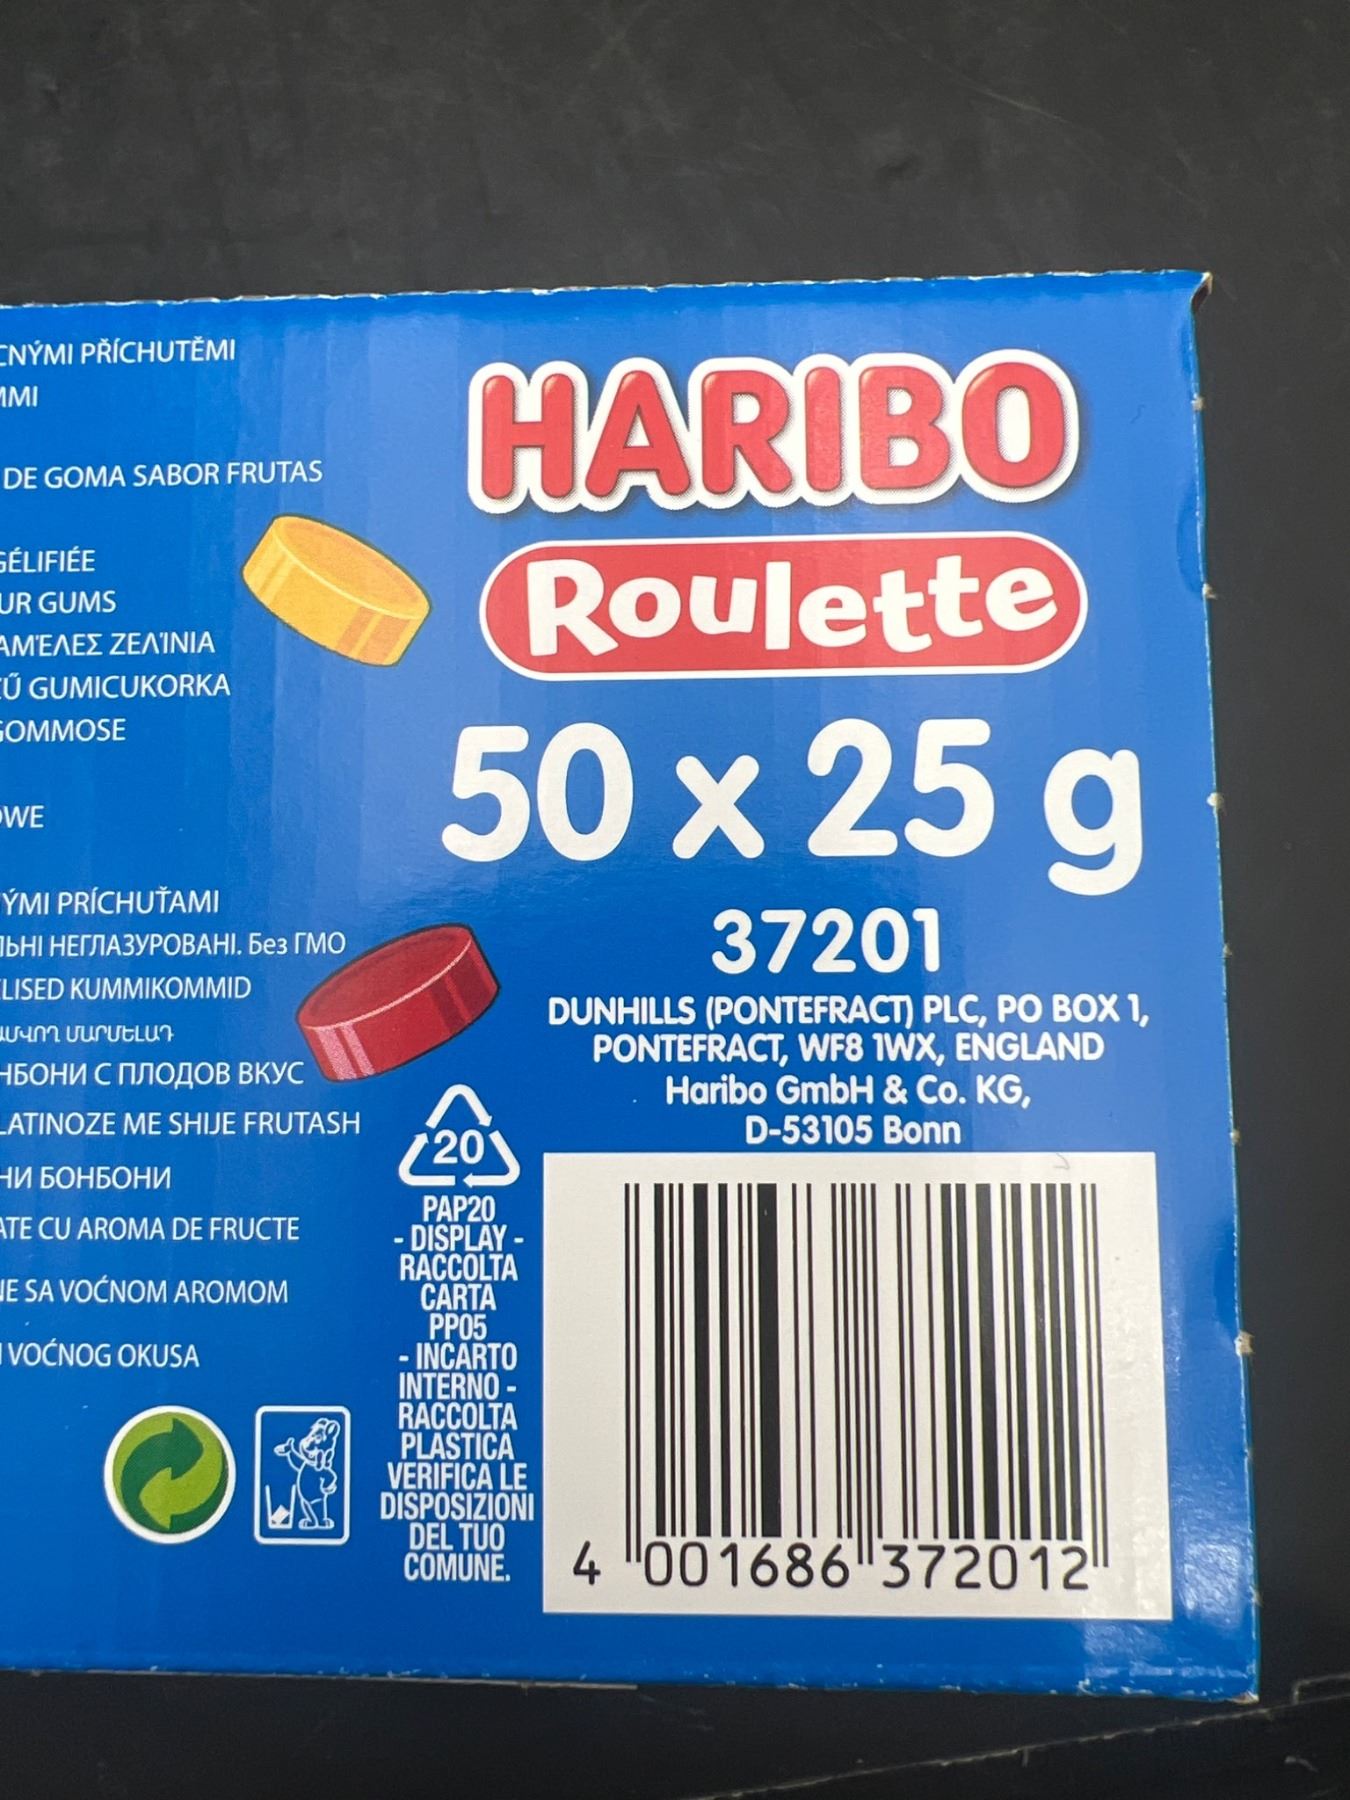 CNÝMI PŘÍCHUTĚMI
MMI
DE GOMA SABOR FRUTAS
GÉLIFIÉE
UR GUMS
ΑΜΈΛΕΣ ΖΕΛΊΝΙΑ
GUMICUKORKA
GOMMOSE
OWE
ÝMI PRÍCHUŤAMI
ЛЬНІ НЕГЛАЗУРОВАНІ. Без ГМО
ELISED KUMMIKOMMID
ՄԱՐՄԵԼԱԴ
НБОНИ С ПЛОДОВ ВКУС
LATINOZE ME SHIJE FRUTASH
НИ БОНБОНИ
ATE CU AROMA DE FRUCTE
NE SA VOĆNOM AROMOM
VOĆNOG OKUSA
HARIBO
Roulette
50 x 25 g
37201
DUNHILLS (PONTEFRACT) PLC, PO BOX 1,
PONTEFRACT, WF8 1WX, ENGLAND
Haribo GmbH & Co. KG,
D-53105 Bonn
20
PAP20
- DISPLAY -
RACCOLTA
CARTA
PP05
- INCARTO
INTERNO -
RACCOLTA
PLASTICA
VERIFICA LE
DISPOSIZIONI
DEL TUO
COMUNE.
4 001686 372012